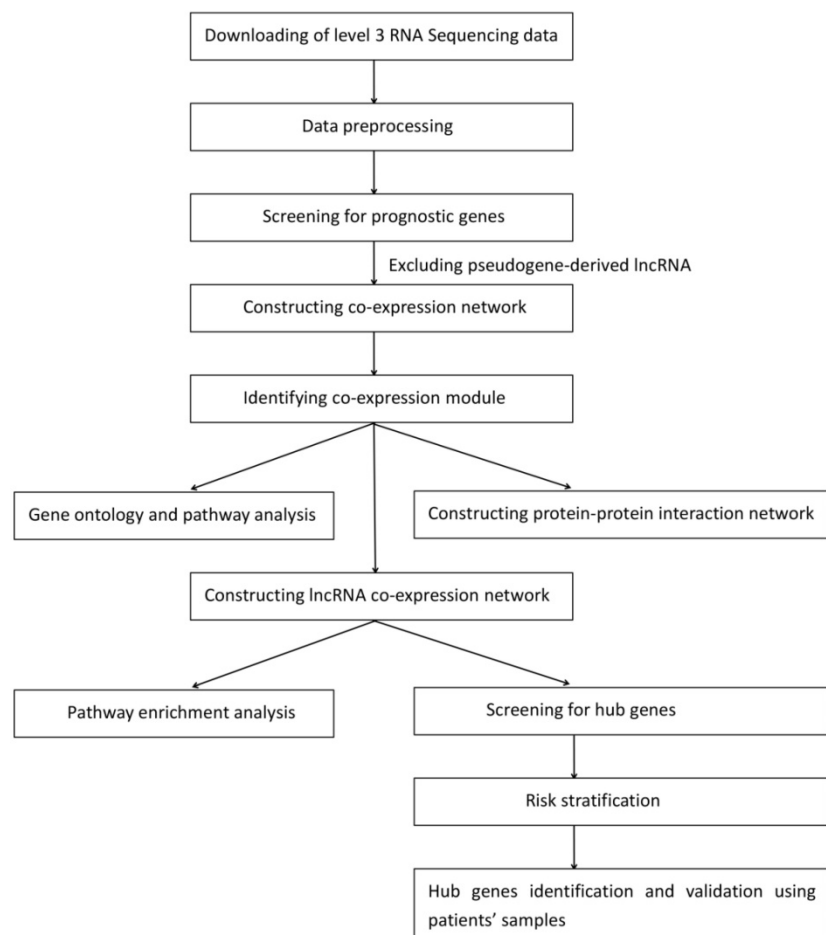 Downloading of level 3 RNA Sequencing data
Data preprocessing
Screening for prognostic genes
Excluding pseudogene-derived lncRNA
Constructing co-expression network
Identifying co-expression module
Gene ontology and pathway analysis
Constructing protein-protein interaction network
Constructing lncRNA co-expression network
Pathway enrichment analysis
Screening for hub genes
Risk stratification
Hub genes identification and validation using
patients’ samples